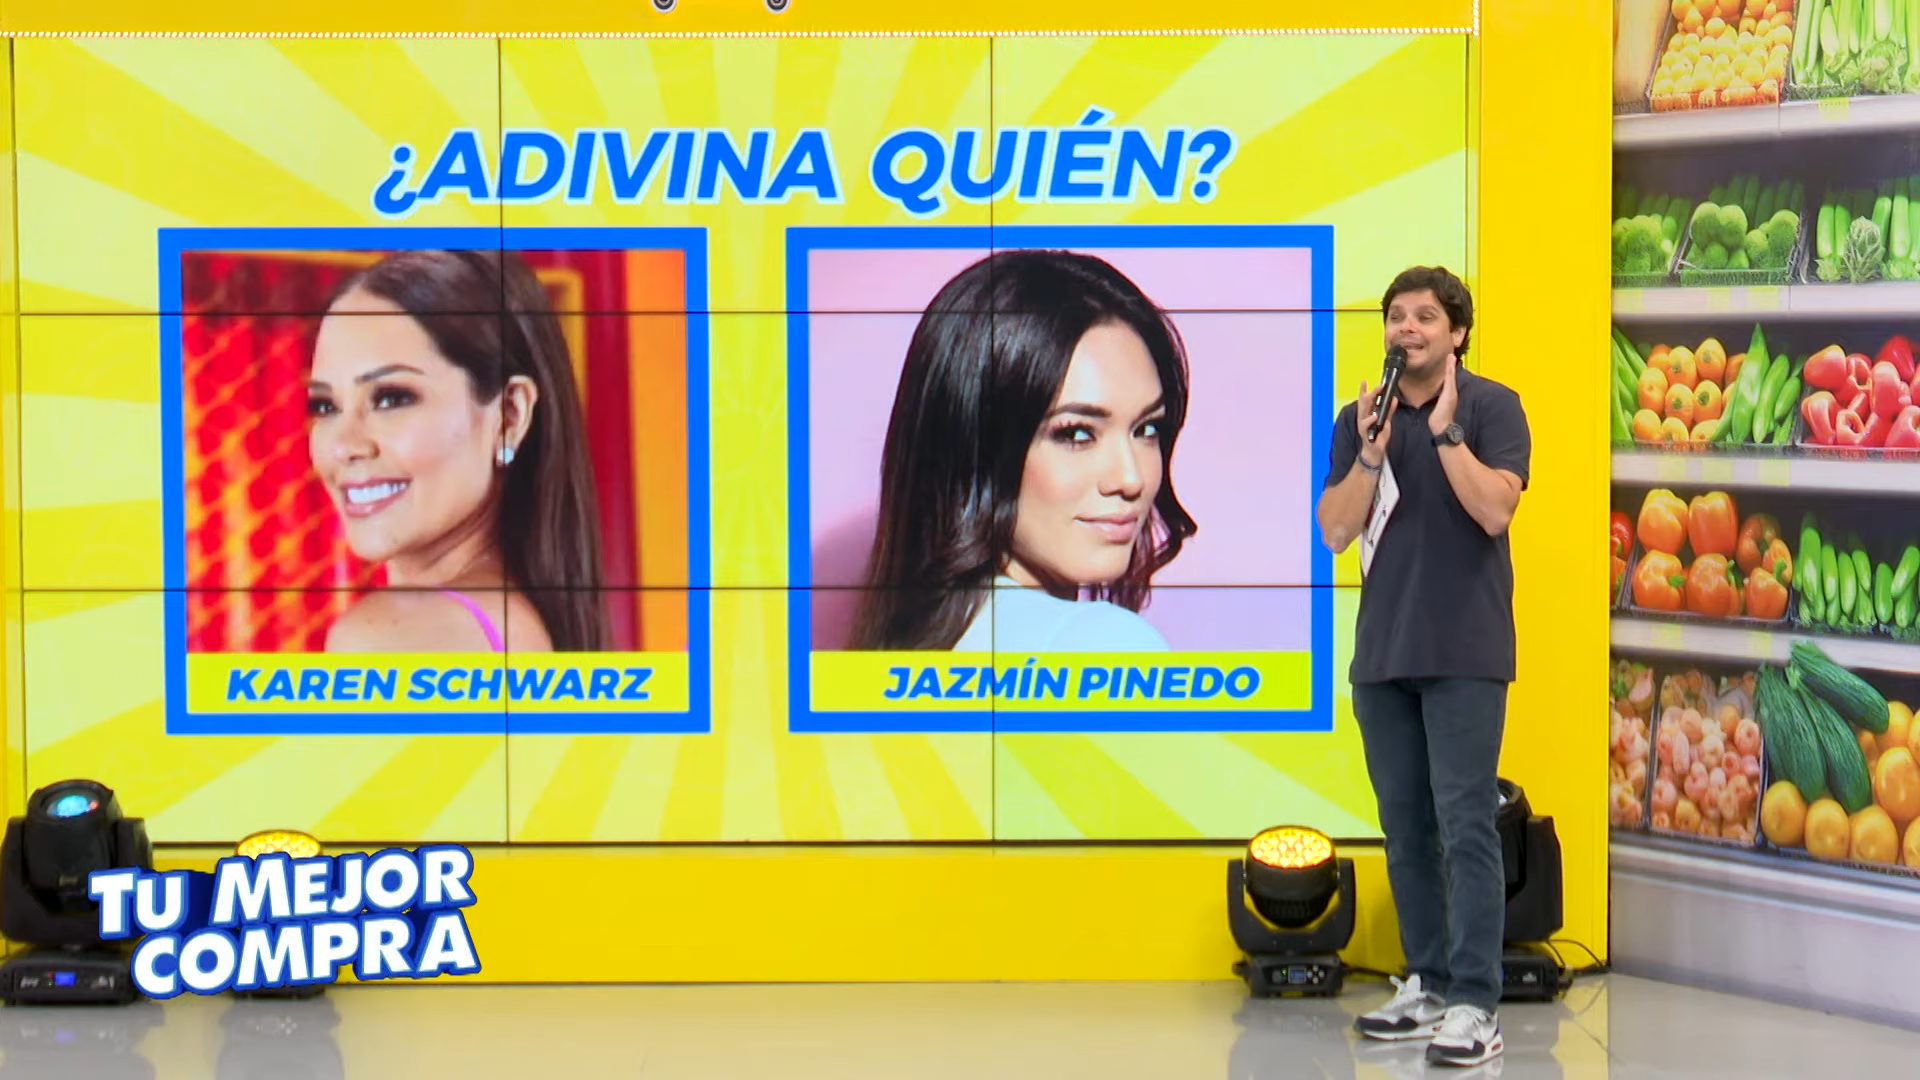 ¿ADIVINA QUIÉN?
KAREN SCHWARZ
JAZMÍN PINEDO
TU MEJOR
COMPRA